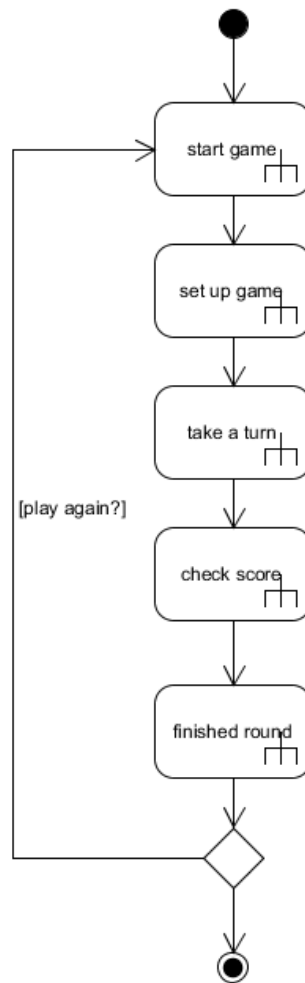 start game
set up game
take a turn
[play again?]
check score
finished round